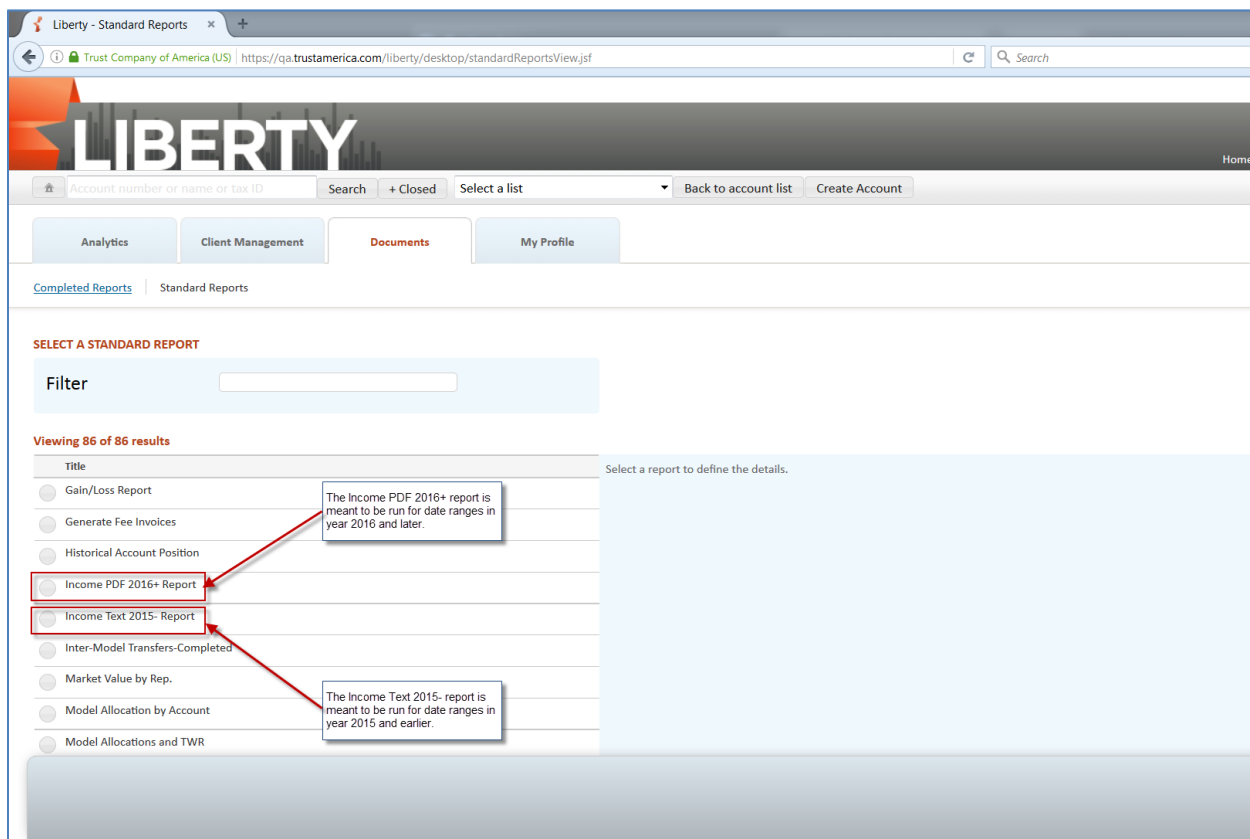 Liberty - Standard Reports × +
Trust Company of America (US) https://qa.trustamerica.com/liberty/desktop/standardReportsView.jsf Search
LIBERTY
Home
Account number or name or tax ID Search + Closed Select a list Back to account list Create Account
Analytics Client Management Documents My Profile
Completed Reports Standard Reports
SELECT A STANDARD REPORT
Filter
Viewing 86 of 86 results
Title
Select a report to define the details.
Gain/Loss Report
Generate Fee Invoices
Historical Account Position
The Income PDF 2016+ report is
meant to be run for date ranges in
year 2016 and later.
Income PDF 2016+ Report
Income Text 2015- Report
Inter-Model Transfers-Completed
Market Value by Rep.
The Income Text 2015- report is
meant to be run for date ranges in
year 2015 and earlier.
Model Allocation by Account
Model Allocations and TWR